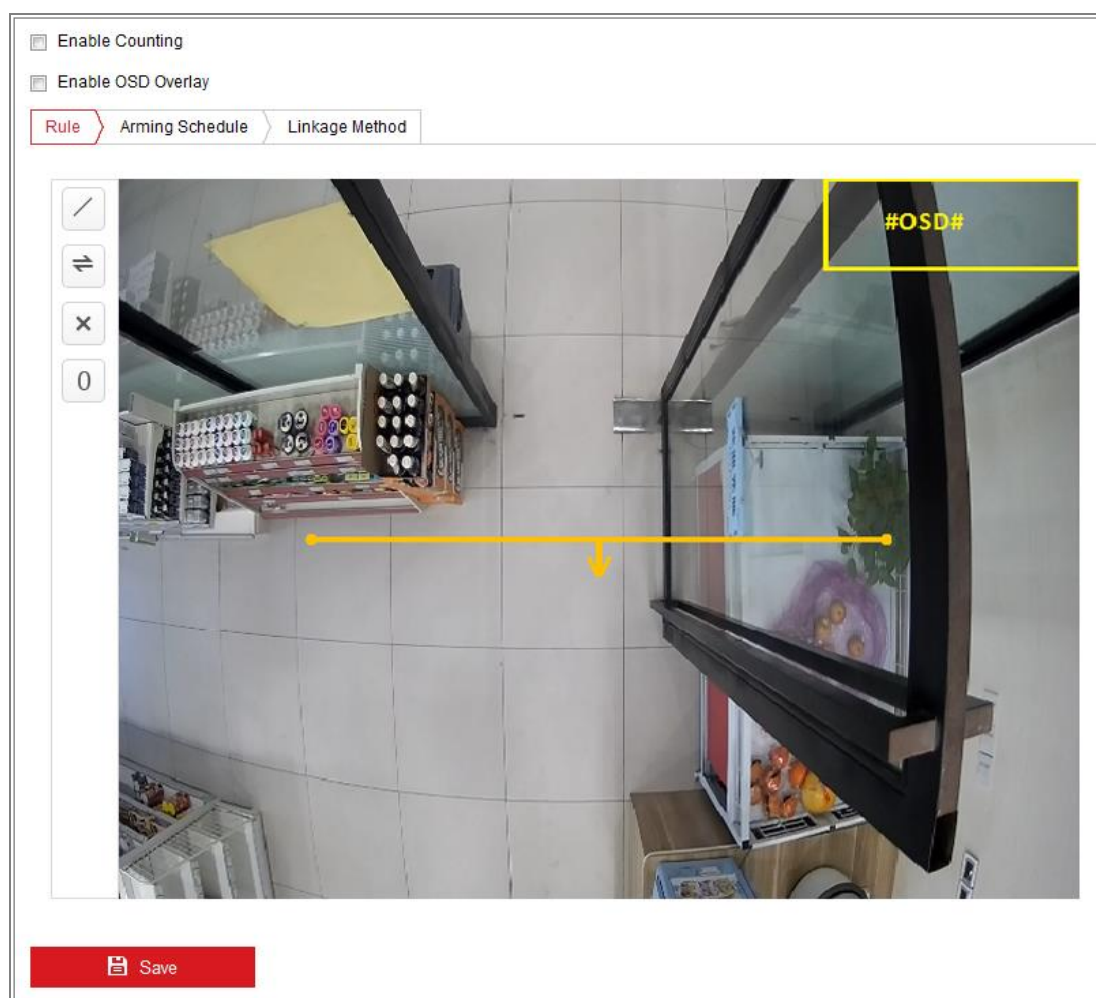 Enable Counting
Enable OSD Overlay
Rule
Arming Schedule
Linkage Method
#OSD#
0
Save